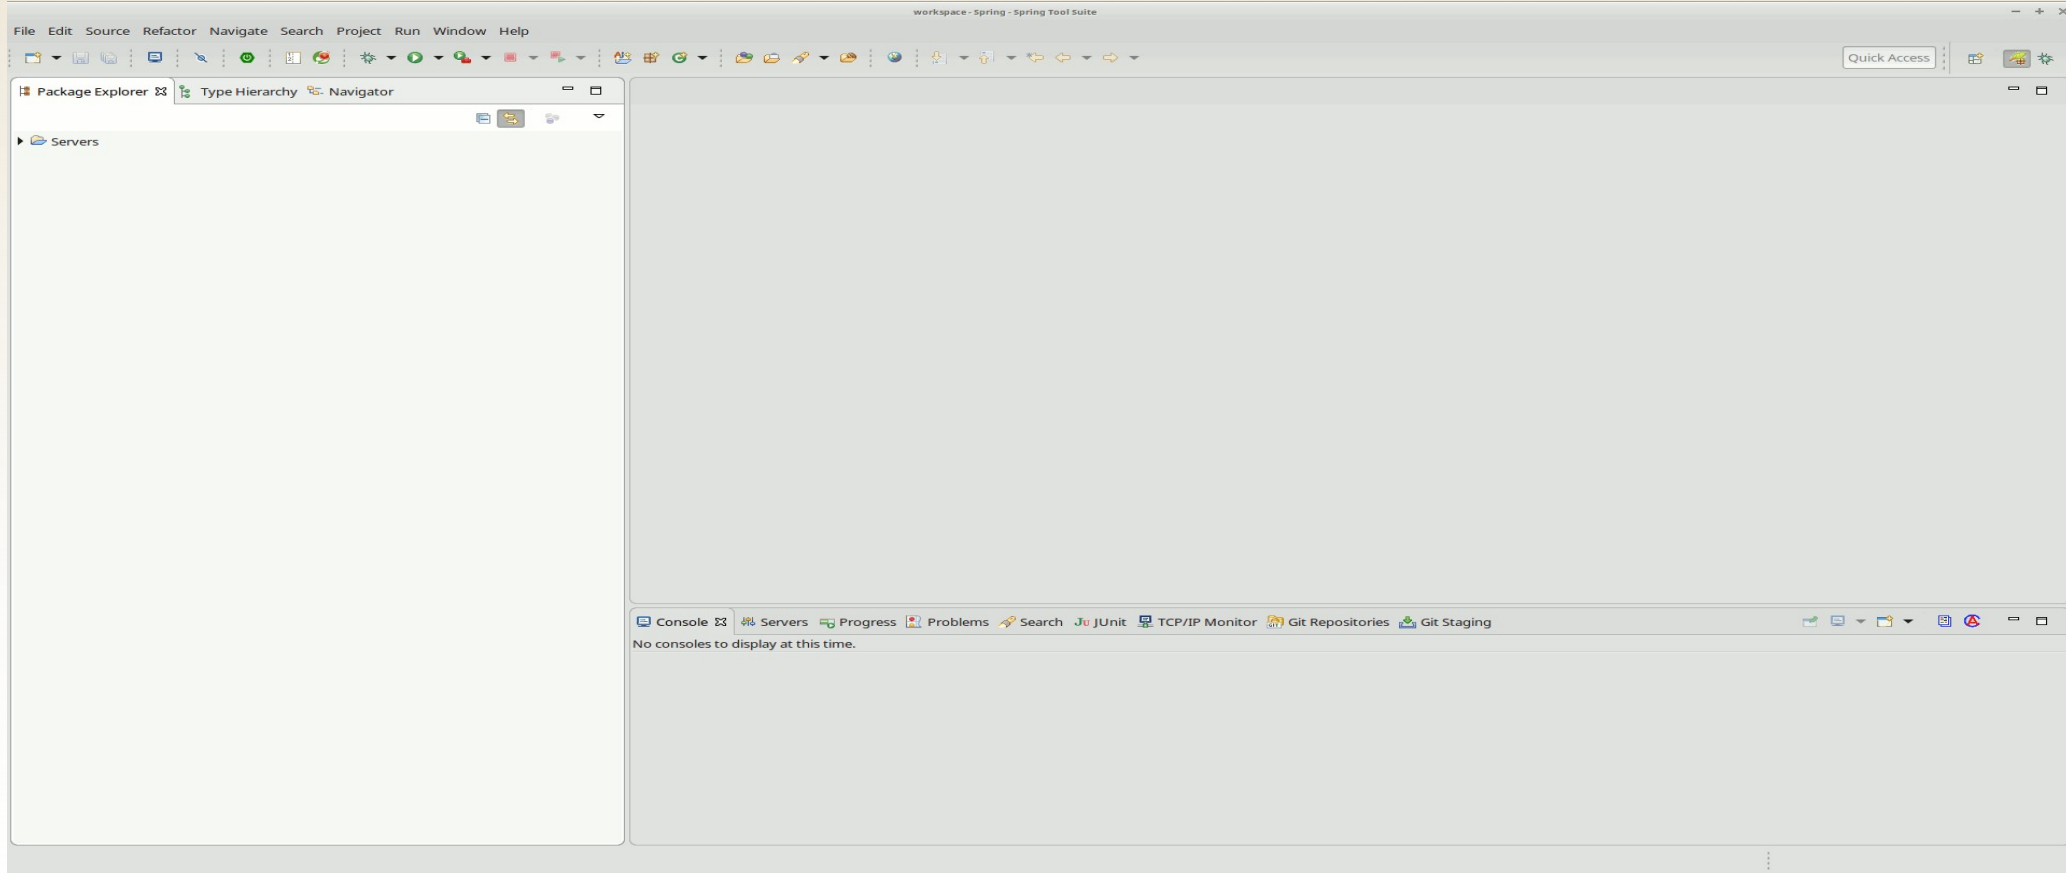 workspace - Spring - Spring Tool Suite
File Edit Source Refactor Navigate Search Project Run Window Help
Quick Access
Package Explorer Type Hierarchy Navigator
Servers
Console Servers Progress Problems Search Ju JUnit TCP/IP Monitor Git Repositories Git Staging
No consoles to display at this time.